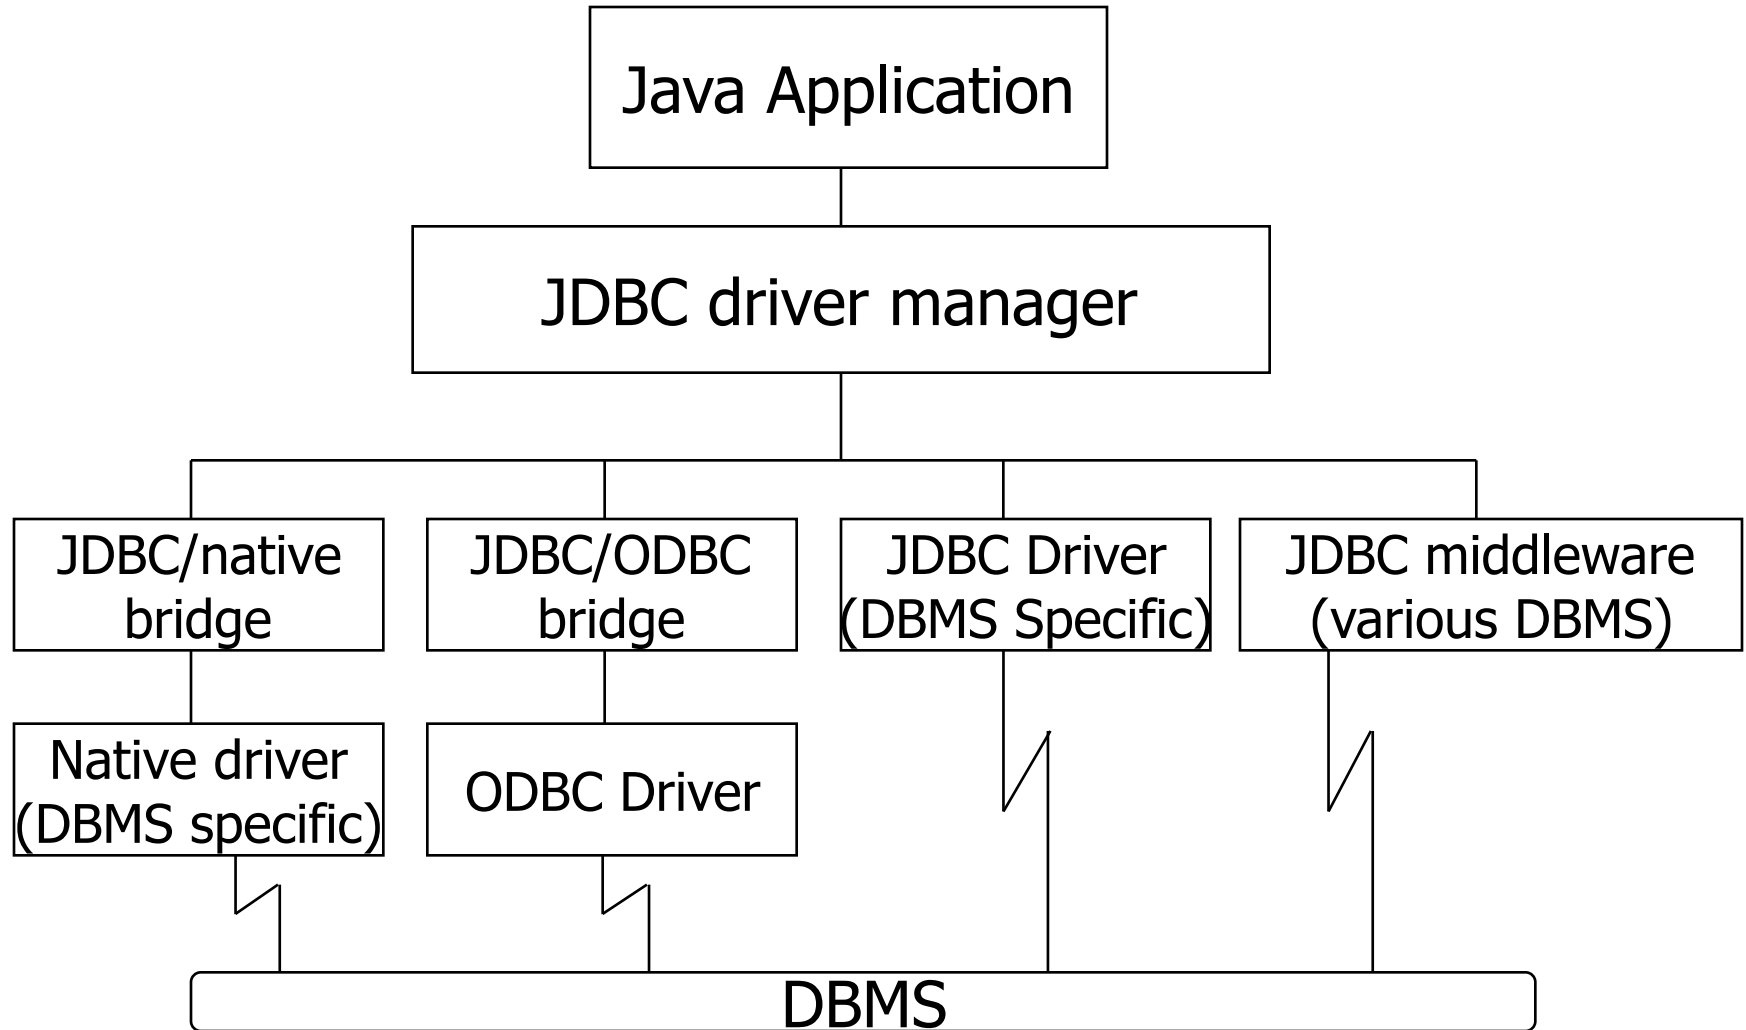 Java Application
JDBC driver manager
JDBC/native
bridge
JDBC/ODBC
bridge
JDBC Driver
(DBMS Specific)
JDBC middleware
(various DBMS)
Native driver
(DBMS specific)
ODBC Driver
DBMS